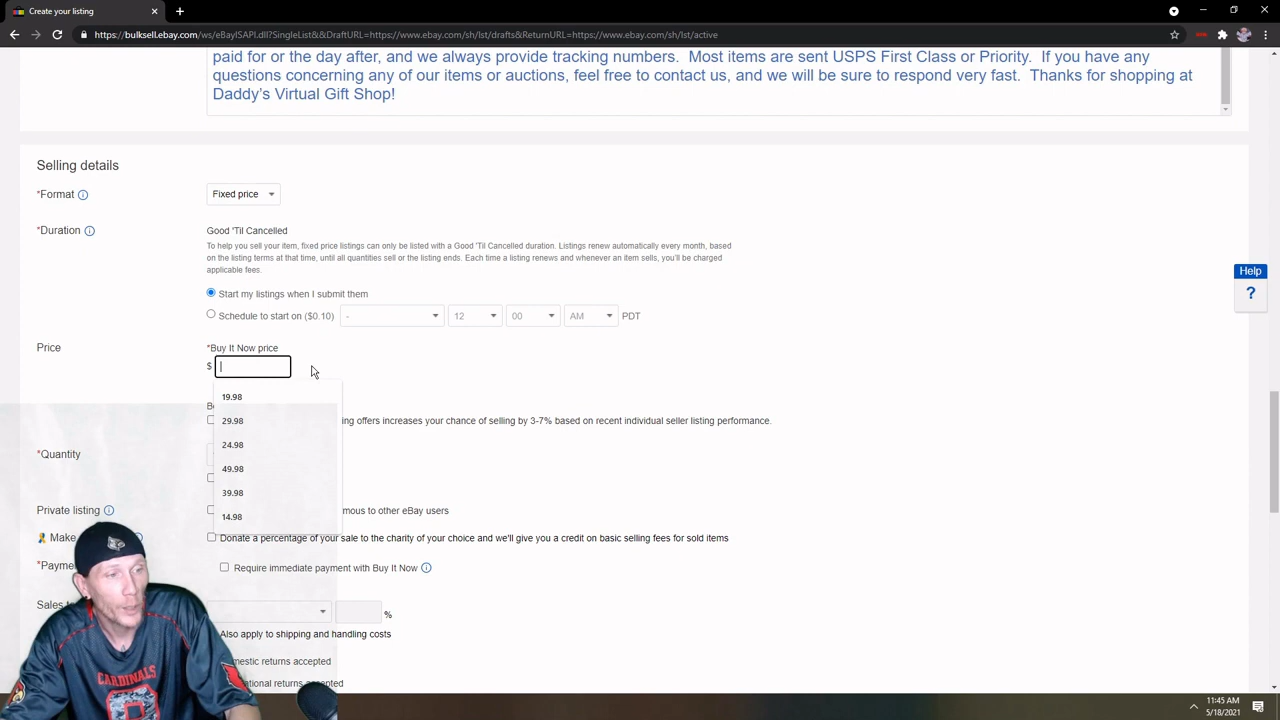 Create your listing
bulksell.ebay.com/ws/eBayISAPI.dll?SingleList&&DraftURL=https://www.ebay.com/sh/lst/drafts&ReturnURL=https://www.ebay.com/sh/lst/active
paid for or the day after, and we always provide tracking numbers.  Most items are sent USPS First Class or Priority.  If you have any
questions concerning any of our items or auctions, feel free to contact us, and we will be sure to respond very fast.  Thanks for shopping at
Daddy's Virtual Gift Shop!
Selling details
*Format
Fixed price
*Duration
Good 'Til Cancelled
To help you sell your item, fixed price listings can only be listed with a Good 'Til Cancelled duration. Listings renew automatically every month, based
on the listing terms at that time, until all quantities sell or the listing ends. Each time a listing renews and whenever an item sells, you'll be charged
applicable fees.
Start my listings when I submit them
Schedule to start on ($0.10) - 12 00 AM PDT
Help
?
Price
*Buy It Now price
$
19.98
29.98
24.98
49.98
39.98
14.98
ing offers increases your chance of selling by 3-7% based on recent individual seller listing performance.
*Quantity
Private listing
mous to other eBay users
Make
Donate a percentage of your sale to the charity of your choice and we'll give you a credit on basic selling fees for sold items
*Payme
Require immediate payment with Buy It Now
Sales t
%
Also apply to shipping and handling costs
mestic returns accepted
national returns accepted
CARDINALS
11:45 AM
5/18/2021